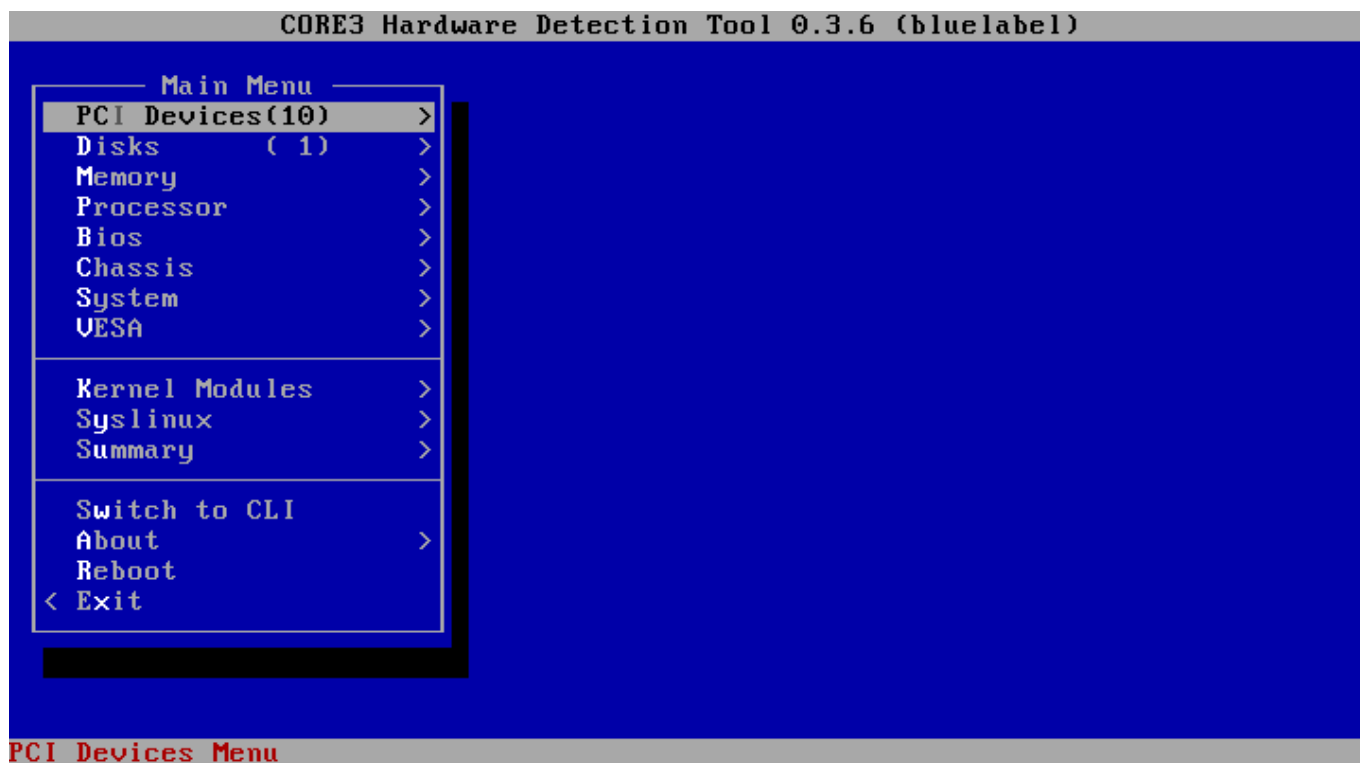 CORE3 Hardware Detection Tool 0.3.6 (bluelabel)
Main Menu
PCI Devices(10) >
Disks ( 1) >
Memory >
Processor >
Bios >
Chassis >
System >
VESA >
Kernel Modules >
Syslinux >
Summary >
Switch to CLI
About >
Reboot
< Exit
PCI Devices Menu